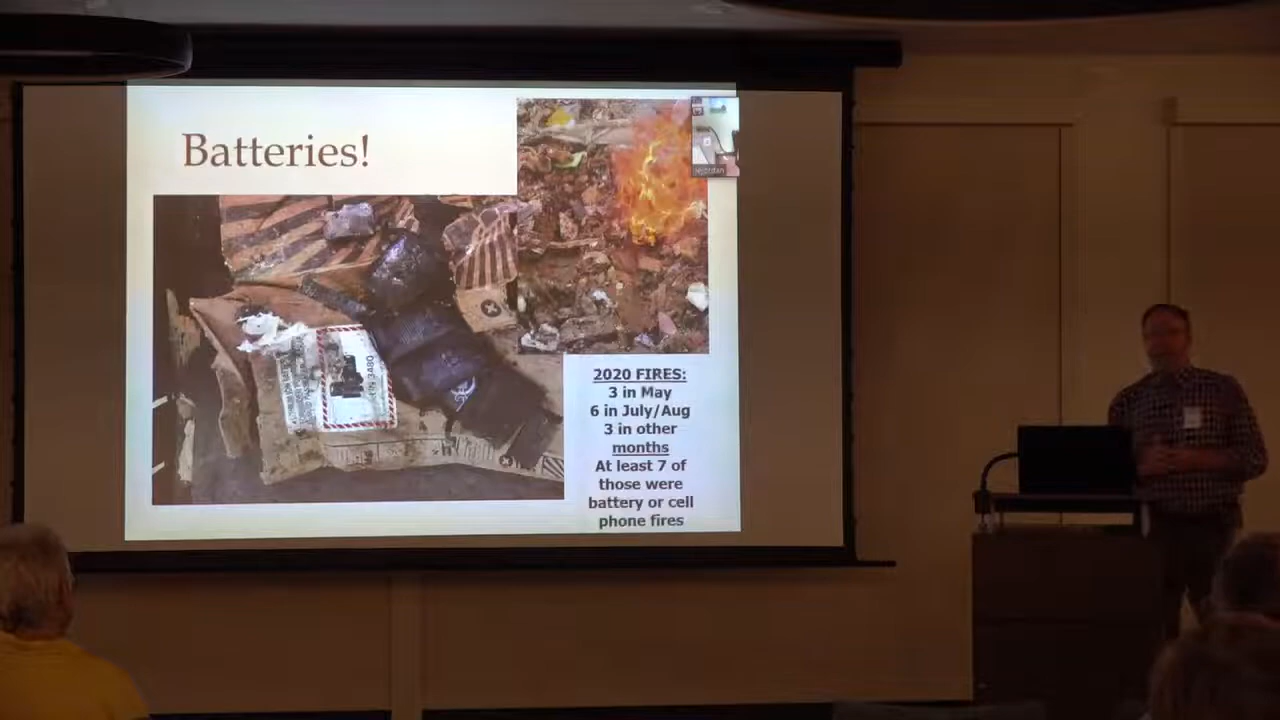 Batteries!
2020 FIRES:
3 in May
6 in July/Aug
3 in other
months
At least 7 of
those were
battery or cell
phone fires